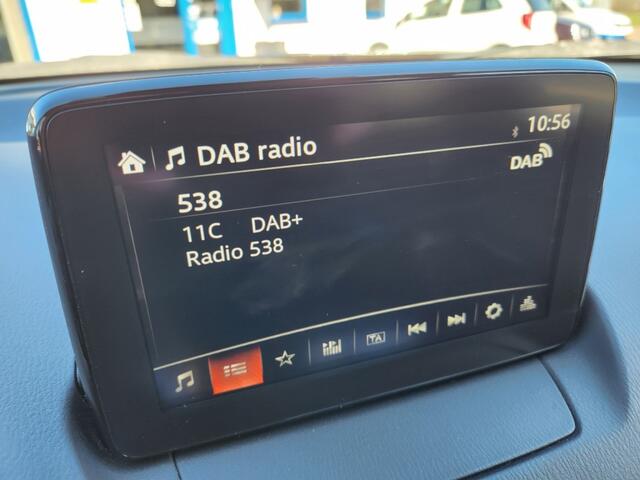 DAB radio
10:56
DAB
538
11C DAB+
Radio 538
TA